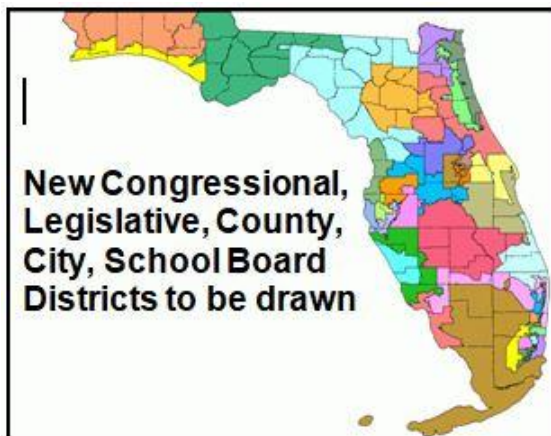 New Congressional,
Legislative, County,
City, School Board
Districts to be drawn